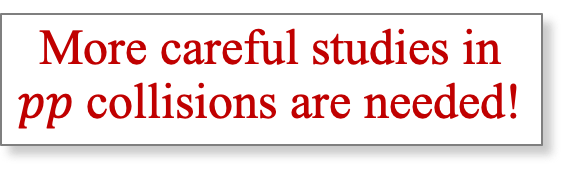 More careful studies in
pp collisions are needed!